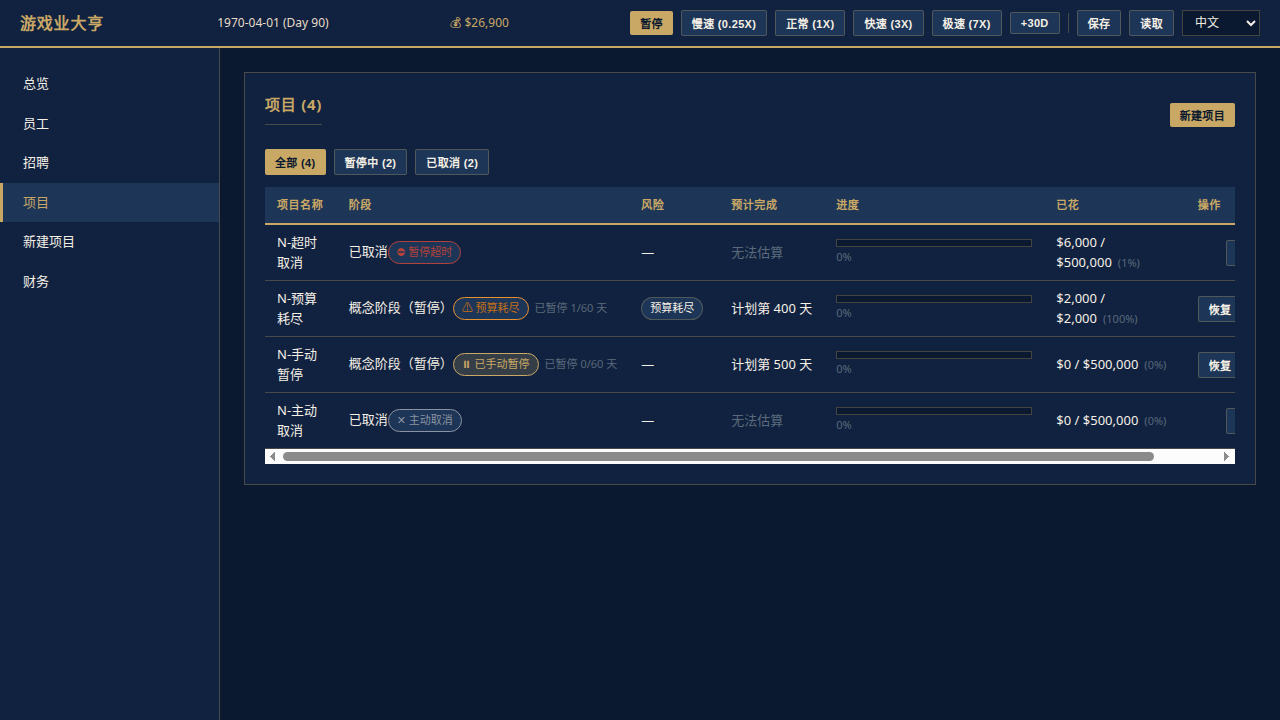 游戏业大亨
1970-04-01 (Day 90)
💰 $26,900
暂停
慢速 (0.25X)
正常 (1X)
快速 (3X)
极速 (7X)
+30D
保存
读取
中文
总览
员工
招聘
项目
新建项目
财务
项目 (4)
新建项目
全部 (4)
暂停中 (2)
已取消 (2)
项目名称 阶段 风险 预计完成 进度 已花 操作
N-超时
取消
已取消 ⛔ 暂停超时
—
无法估算
0%
$6,000 /
$500,000 (1%)
N-预算
耗尽
概念阶段（暂停） ⚠ 预算耗尽 已暂停 1/60 天
预算耗尽
计划第 400 天
0%
$2,000 /
$2,000 (100%)
恢复
N-手动
暂停
概念阶段（暂停） ⏸ 已手动暂停 已暂停 0/60 天
—
计划第 500 天
0%
$0 / $500,000 (0%)
恢复
N-主动
取消
已取消 ✕ 主动取消
—
无法估算
0%
$0 / $500,000 (0%)